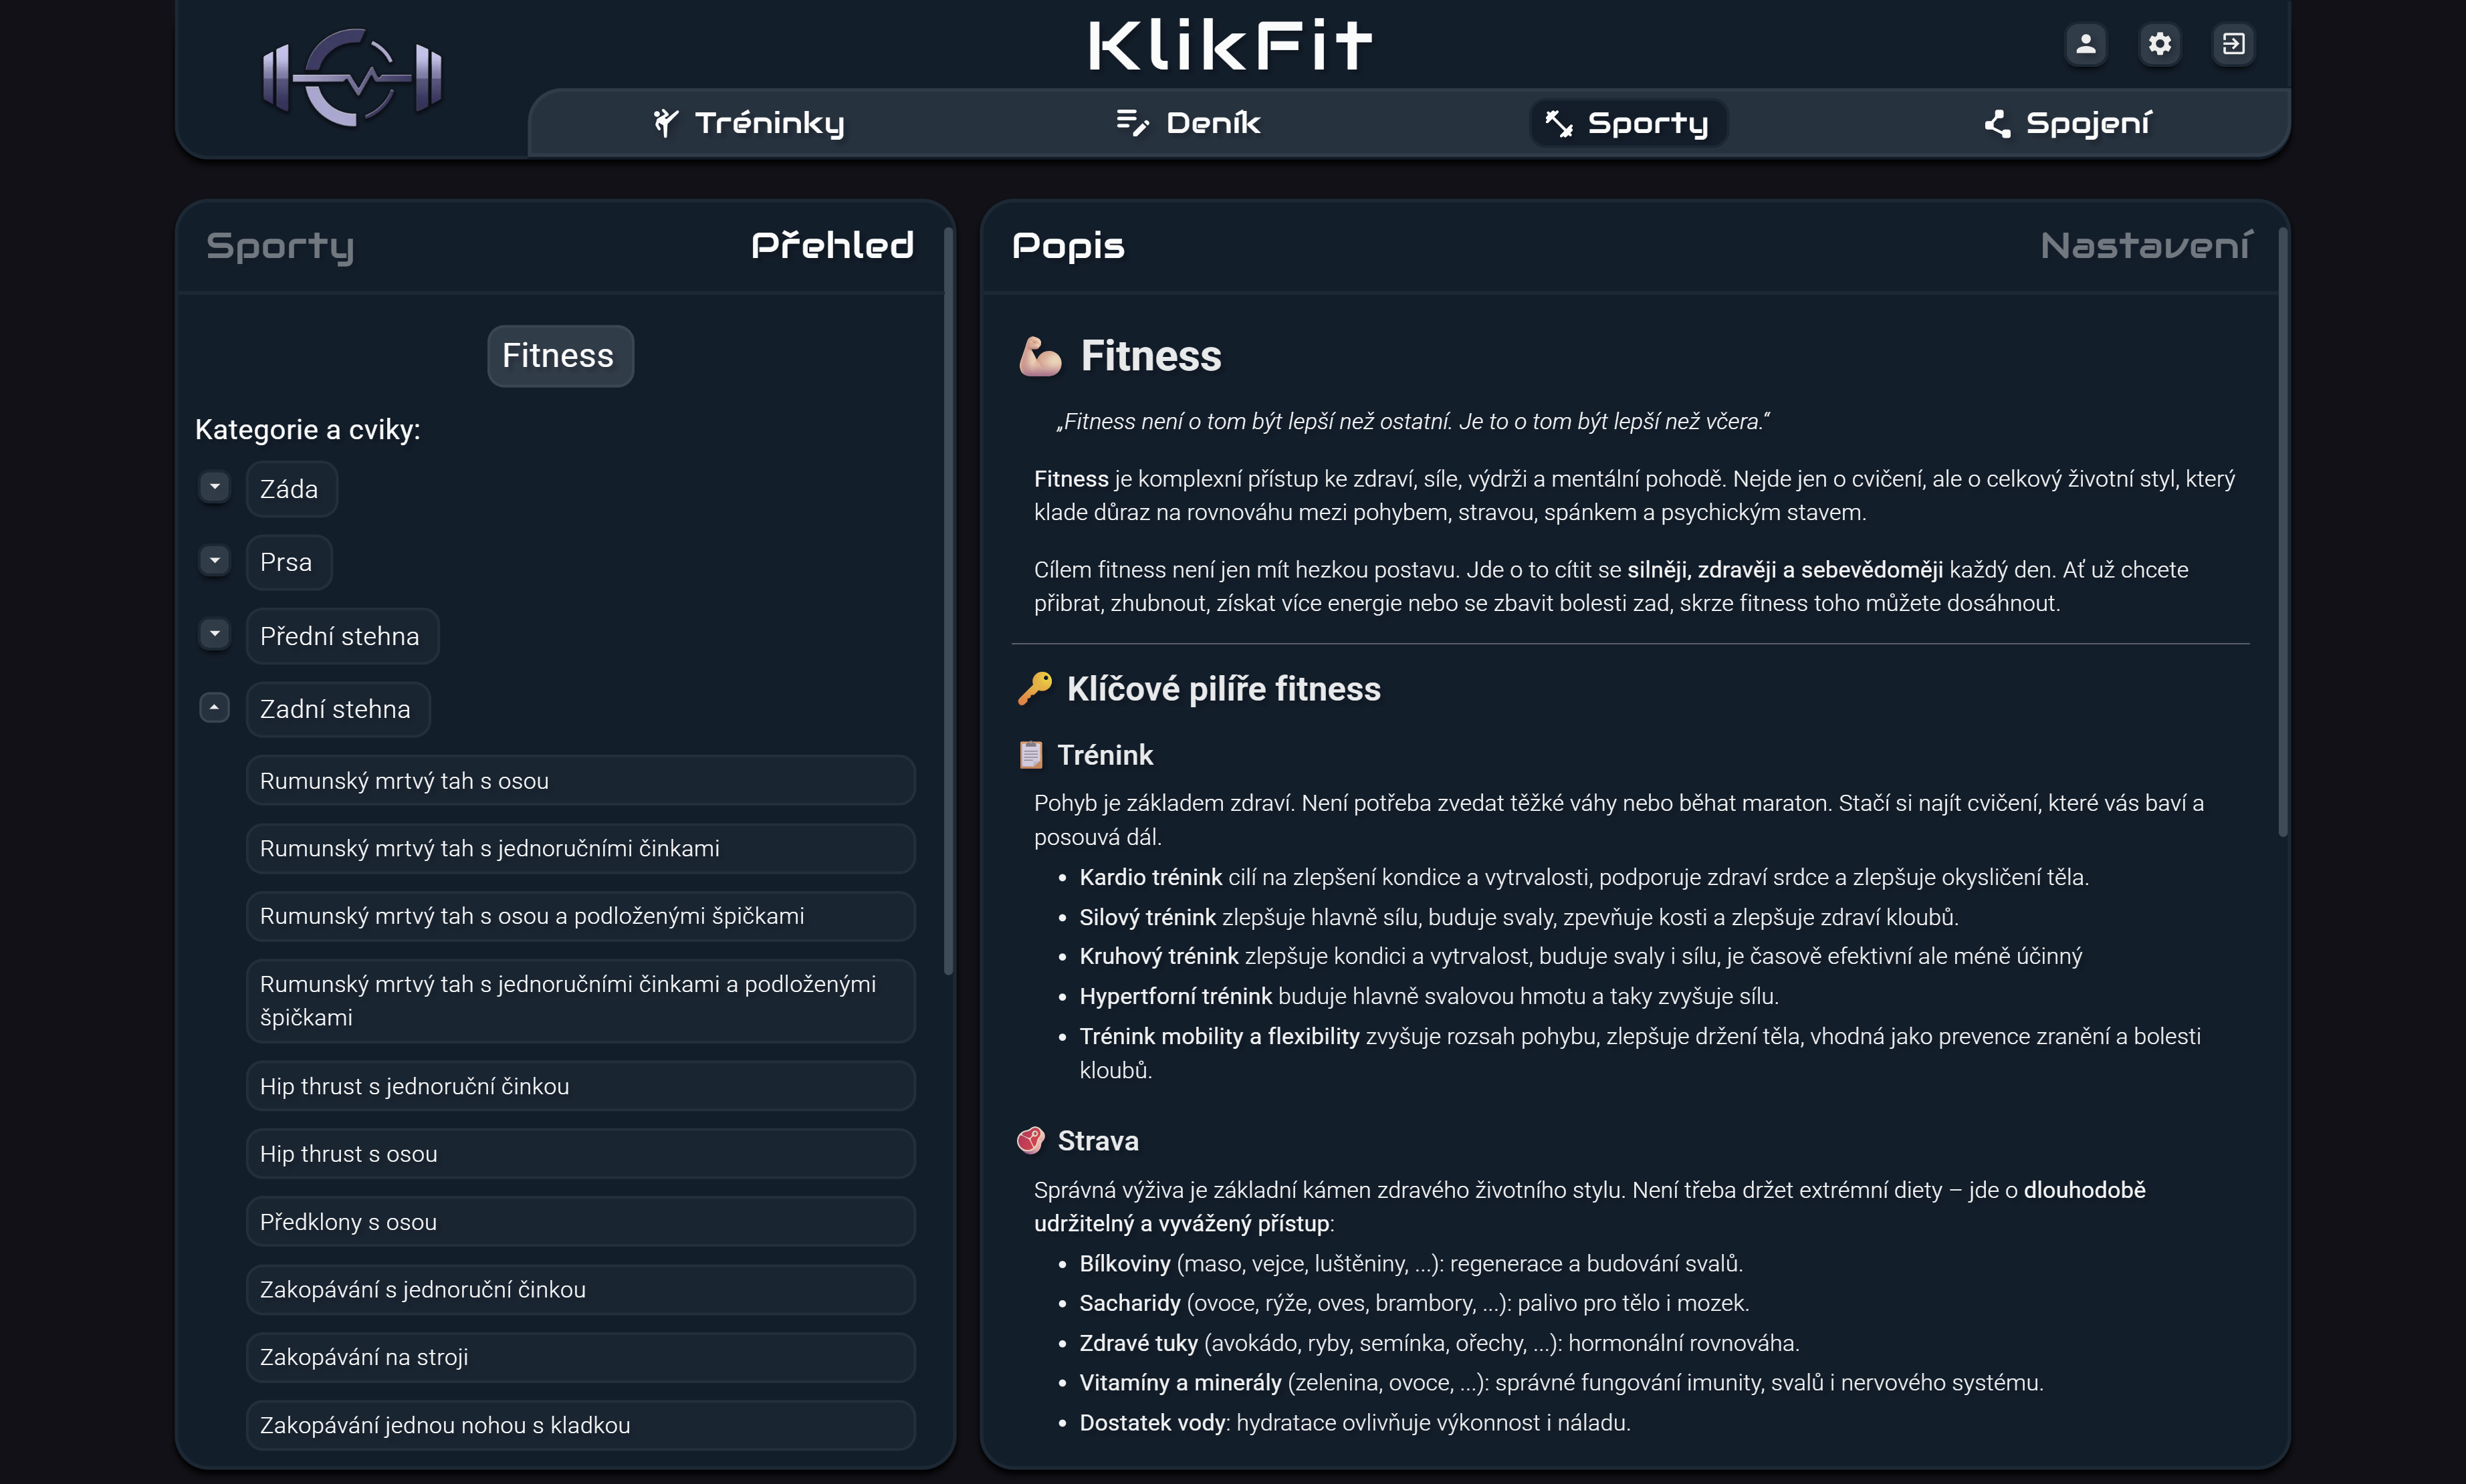 KlikFit
Tréninky
Deník
Sporty
Spojení
Sporty
Přehled
Fitness
Kategorie a cviky:
Záda
Prsa
Přední stehna
Zadní stehna
Rumunský mrtvý tah s osou
Rumunský mrtvý tah s jednoručními činkami
Rumunský mrtvý tah s osou a podloženými špičkami
Rumunský mrtvý tah s jednoručními činkami a podloženými
špičkami
Hip thrust s jednoruční činkou
Hip thrust s osou
Předklony s osou
Zakopávání s jednoruční činkou
Zakopávání na stroji
Zakopávání jednou nohou s kladkou
Popis
Nastavení
Fitness
„Fitness není o tom být lepší než ostatní. Je to o tom být lepší než včera.“
Fitness je komplexní přístup ke zdraví, síle, výdrži a mentální pohodě. Nejde jen o cvičení, ale o celkový životní styl, který
klade důraz na rovnováhu mezi pohybem, stravou, spánkem a psychickým stavem.
Cílem fitness není jen mít hezkou postavu. Jde o to cítit se silněji, zdravěji a sebevědoměji každý den. Ať už chcete
přibrat, zhubnout, získat více energie nebo se zbavit bolesti zad, skrze fitness toho můžete dosáhnout.
Klíčové pilíře fitness
Trénink
Pohyb je základem zdraví. Není potřeba zvedat těžké váhy nebo běhat maraton. Stačí si najít cvičení, které vás baví a
posouvá dál.
• Kardio trénink cílí na zlepšení kondice a vytrvalosti, podporuje zdraví srdce a zlepšuje okysličení těla.
• Silový trénink zlepšuje hlavně sílu, buduje svaly, zpevňuje kosti a zlepšuje zdraví kloubů.
• Kruhový trénink zlepšuje kondici a vytrvalost, buduje svaly i sílu, je časově efektivní ale méně účinný
• Hypertforní trénink buduje hlavně svalovou hmotu a taky zvyšuje sílu.
• Trénink mobility a flexibility zvyšuje rozsah pohybu, zlepšuje držení těla, vhodná jako prevence zranění a bolesti
kloubů.
Strava
Správná výživa je základní kámen zdravého životního stylu. Není třeba držet extrémní diety – jde o dlouhodobě
udržitelný a vyvážený přístup:
• Bílkoviny (maso, vejce, luštěniny, ...): regenerace a budování svalů.
• Sacharidy (ovoce, rýže, oves, brambory, ...): palivo pro tělo i mozek.
• Zdravé tuky (avokádo, ryby, semínka, ořechy, ...): hormonální rovnováha.
• Vitamíny a minerály (zelenina, ovoce, ...): správné fungování imunity, svalů i nervového systému.
• Dostatek vody: hydratace ovlivňuje výkonnost i náladu.